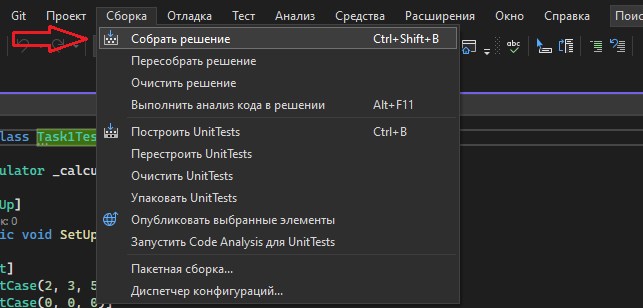 Git Проект Сборка Отладка Тест Анализ Средства Расширения Окно Справка Поис
Собрать решение Ctrl+Shift+B
Пересобрать решение
Очистить решение
Выполнить анализ кода в решении Alt+F11
lass Task1Tes
Построить UnitTests Ctrl+B
Перестроить UnitTests
ulator _calcu
Очистить UnitTests
Упаковать UnitTests
Up]
к: 0
Опубликовать выбранные элементы
ic void SetUp
Запустить Code Analysis для UnitTests
t]
Пакетная сборка...
tCase(2, 3, 5
Диспетчер конфигураций...
tCase(0, 0, 0)]